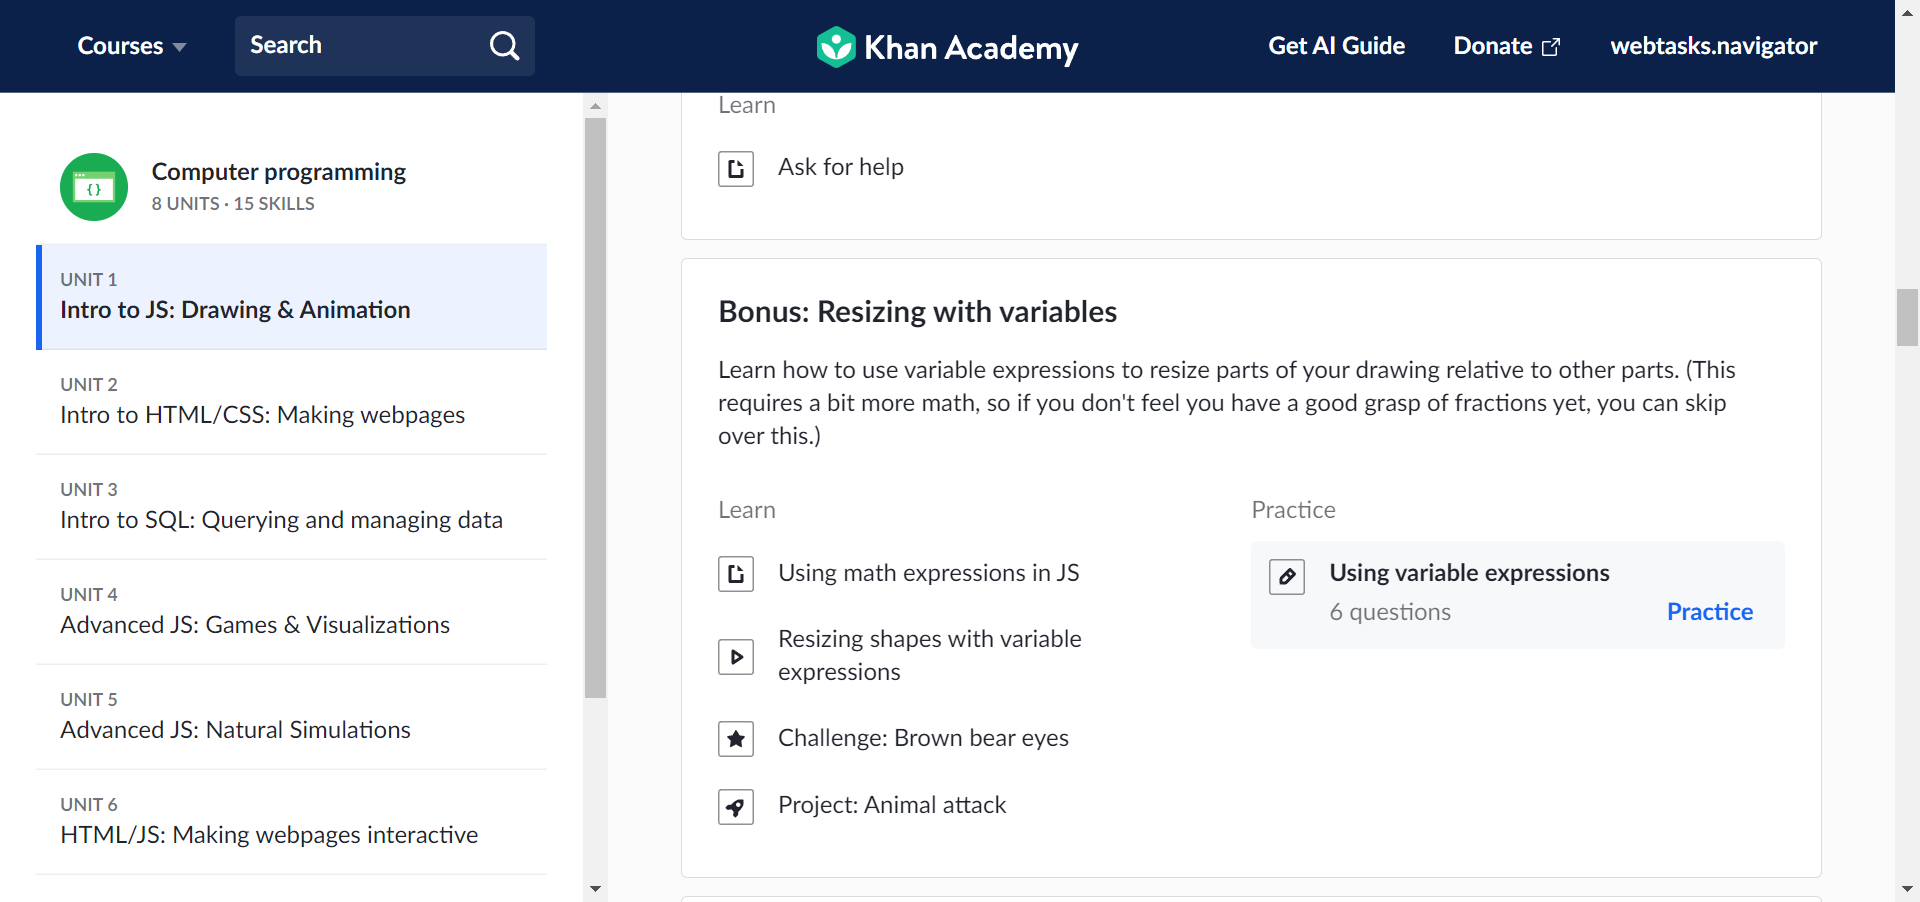 Courses
Search
Khan Academy
Get AI Guide
Donate
webtasks.navigator
Computer programming
8 UNITS · 15 SKILLS
UNIT 1
Intro to JS: Drawing & Animation
UNIT 2
Intro to HTML/CSS: Making webpages
UNIT 3
Intro to SQL: Querying and managing data
UNIT 4
Advanced JS: Games & Visualizations
UNIT 5
Advanced JS: Natural Simulations
UNIT 6
HTML/JS: Making webpages interactive
Learn
Ask for help
Bonus: Resizing with variables
Learn how to use variable expressions to resize parts of your drawing relative to other parts. (This
requires a bit more math, so if you don't feel you have a good grasp of fractions yet, you can skip
over this.)
Learn
Using math expressions in JS
Resizing shapes with variable
expressions
Challenge: Brown bear eyes
Project: Animal attack
Practice
Using variable expressions
6 questions
Practice